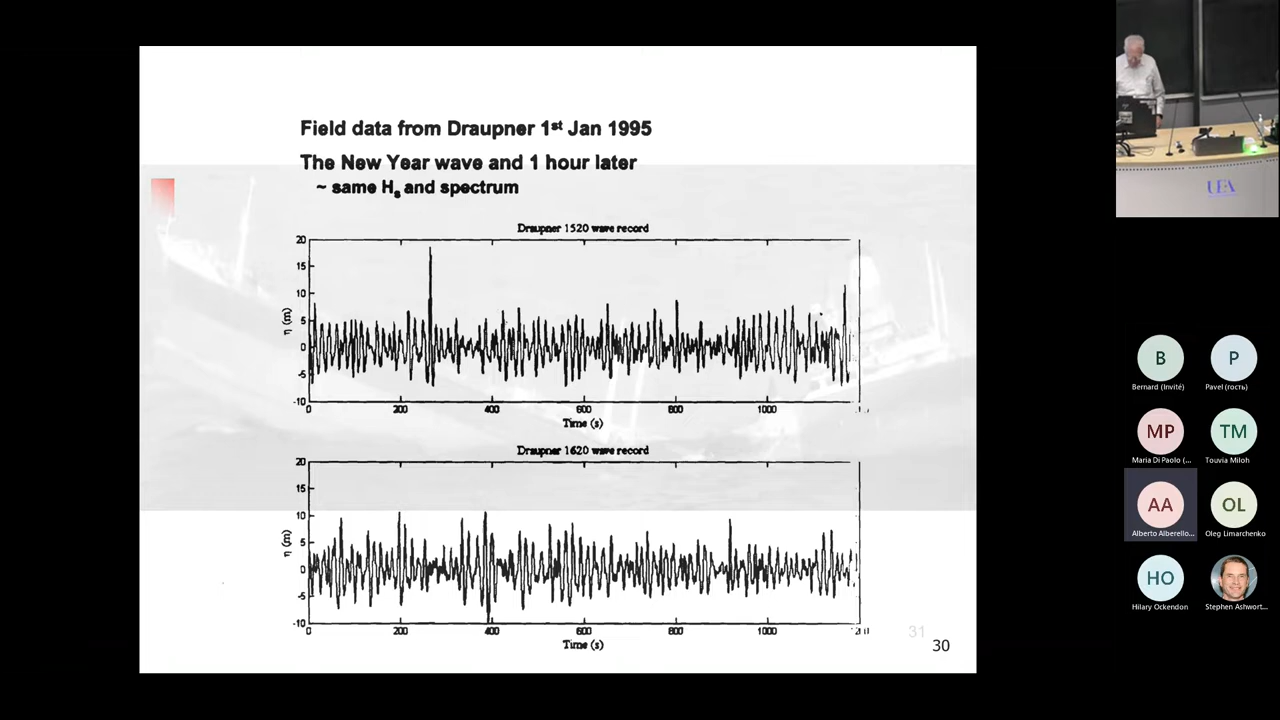 Field data from Draupner 1st Jan 1995
The New Year wave and 1 hour later
~ same Hs and spectrum
Draupner 1520 wave record
20
15
10
5
0
-5
-10
η (m)
0 200 400 600 800 1000
Time (s)
Draupner 1620 wave record
20
15
10
5
0
-5
-10
η (m)
0 200 400 600 800 1000
Time (s)
31
30
UEA
B
Bernard (Invité)
P
Pavel (гость)
MP
Maria Di Paolo (...
TM
Touvia Miloh
AA
Alberto Alberello...
OL
Oleg Limarchenko
HO
Hilary Ockendon
Stephen Ashwort...